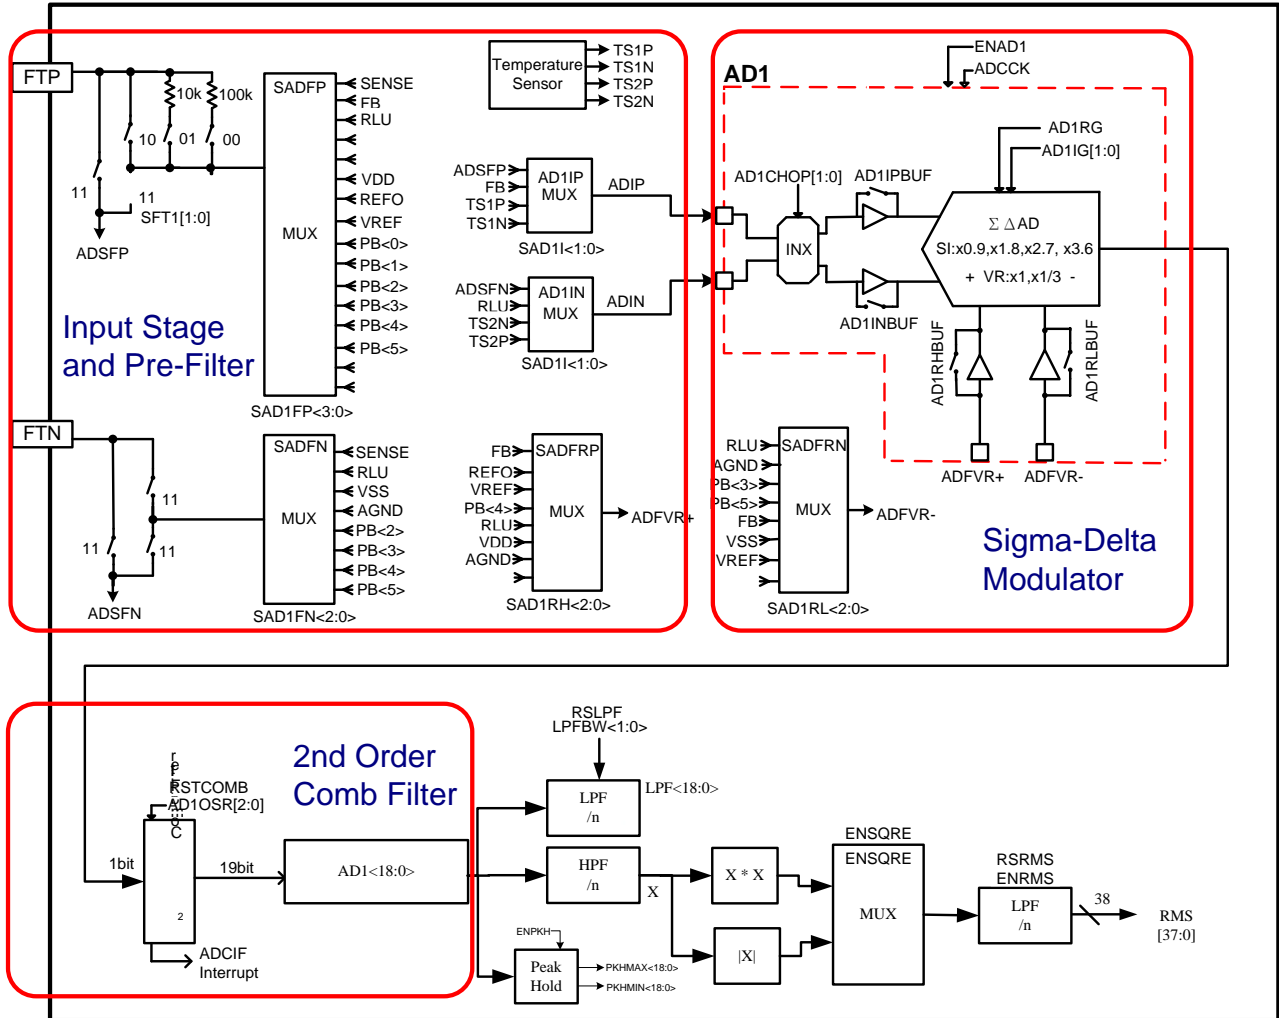 FTP
10k
100k
10
01
00
11
11
SFT1[1:0]
ADSFP
SADFP
MUX
SENSE
FB
RLU
VDD
REFO
VREF
PB<0>
PB<1>
PB<2>
PB<3>
PB<4>
PB<5>
SAD1FP<3:0>
Input Stage
and Pre-Filter
Temperature
Sensor
TS1P
TS1N
TS2P
TS2N
ADSFP
FB
TS1P
TS1N
AD1IP
MUX
SAD1I<1:0>
ADIP
ADSFN
RLU
TS2N
TS2P
AD1IN
MUX
SAD1I<1:0>
ADIN
AD1
ENAD1
ADCCK
AD1RG
AD1IG[1:0]
AD1CHOP[1:0]
INX
AD1IPBUF
AD1INBUF
Σ Δ AD
SI:x0.9,x1.8,x2.7, x3.6
+ VR:x1,x1/3 -
AD1RHBUF
AD1RLBUF
ADFVR+
ADFVR-
FTN
11
11
11
ADSFN
SADFN
MUX
SENSE
RLU
VSS
AGND
PB<2>
PB<3>
PB<4>
PB<5>
SAD1FN<2:0>
FB
REFO
VREF
PB<4>
RLU
VDD
AGND
SADFRP
MUX
ADFVR+
SAD1RH<2:0>
RLU
AGND
PB<3>
PB<5>
FB
VSS
VREF
SADFRN
MUX
ADFVR-
SAD1RL<2:0>
Sigma-Delta
Modulator
2nd Order
Comb Filter
RSTCOMB
AD1OSR[2:0]
1bit
2
19bit
AD1<18:0>
ADCIF
Interrupt
RSLPF
LPFBW<1:0>
LPF
/n
LPF<18:0>
HPF
/n
X
ENPKH
Peak
Hold
PKHMAX<18:0>
PKHMIN<18:0>
X * X
|X|
ENSQRE
ENSQRE
MUX
RSRMS
ENRMS
LPF
/n
38
RMS
[37:0]